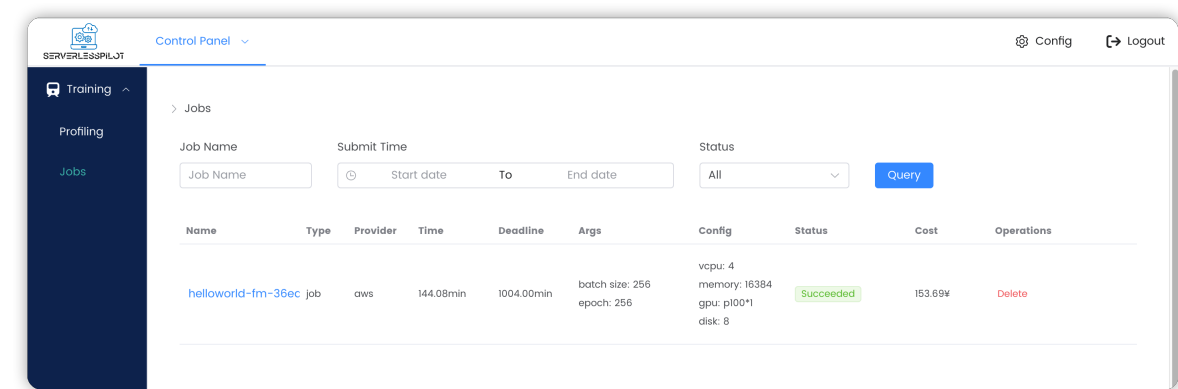 SERVERLESSPILOT
Control Panel
Config
Logout
Training
Profiling
Jobs
Jobs
Job Name
Submit Time
Status
Job Name
Start date
To
End date
All
Query
Name
Type
Provider
Time
Deadline
Args
Config
Status
Cost
Operations
helloworld-fm-36ec
job
aws
144.08min
1004.00min
batch size: 256
epoch: 256
vcpu: 4
memory: 16384
gpu: p100*1
disk: 8
Succeeded
153.69¥
Delete